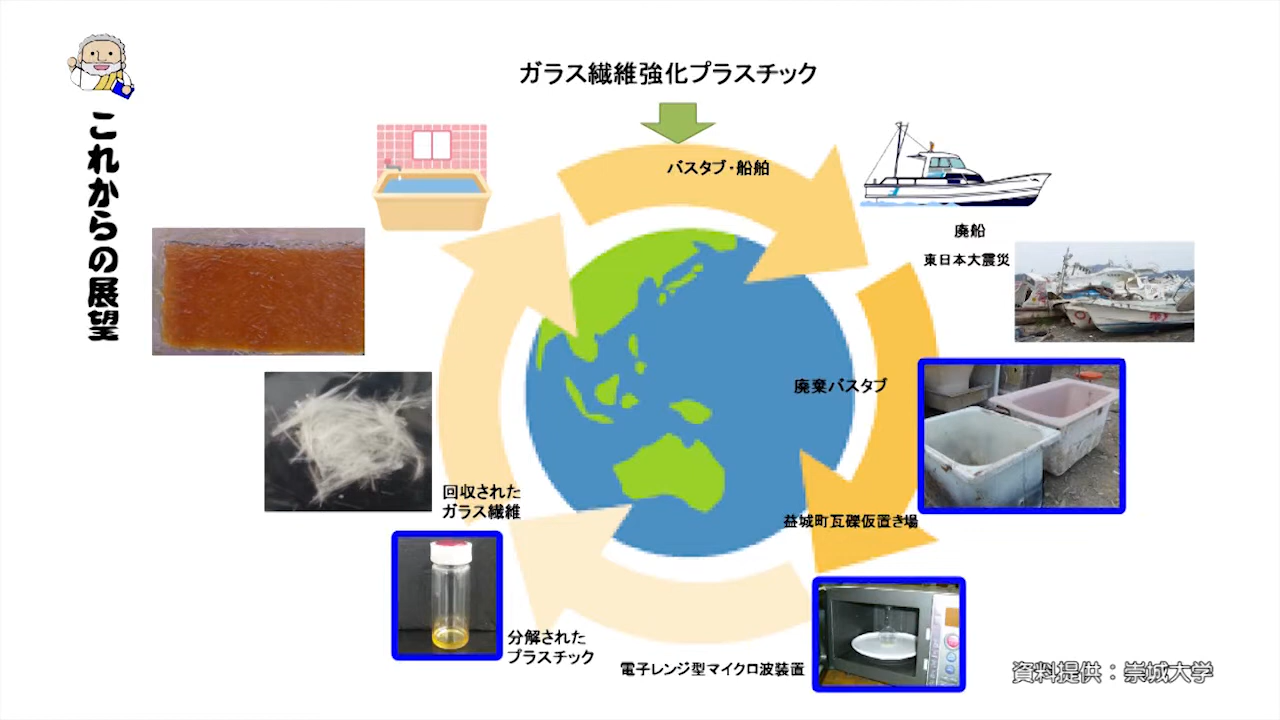 これからの展望
ガラス繊維強化プラスチック
バスタブ・船舶
廃船
東日本大震災
廃棄バスタブ
益城町瓦礫仮置き場
回収された
ガラス繊維
分解された
プラスチック
電子レンジ型マイクロ波装置
資料提供：崇城大学